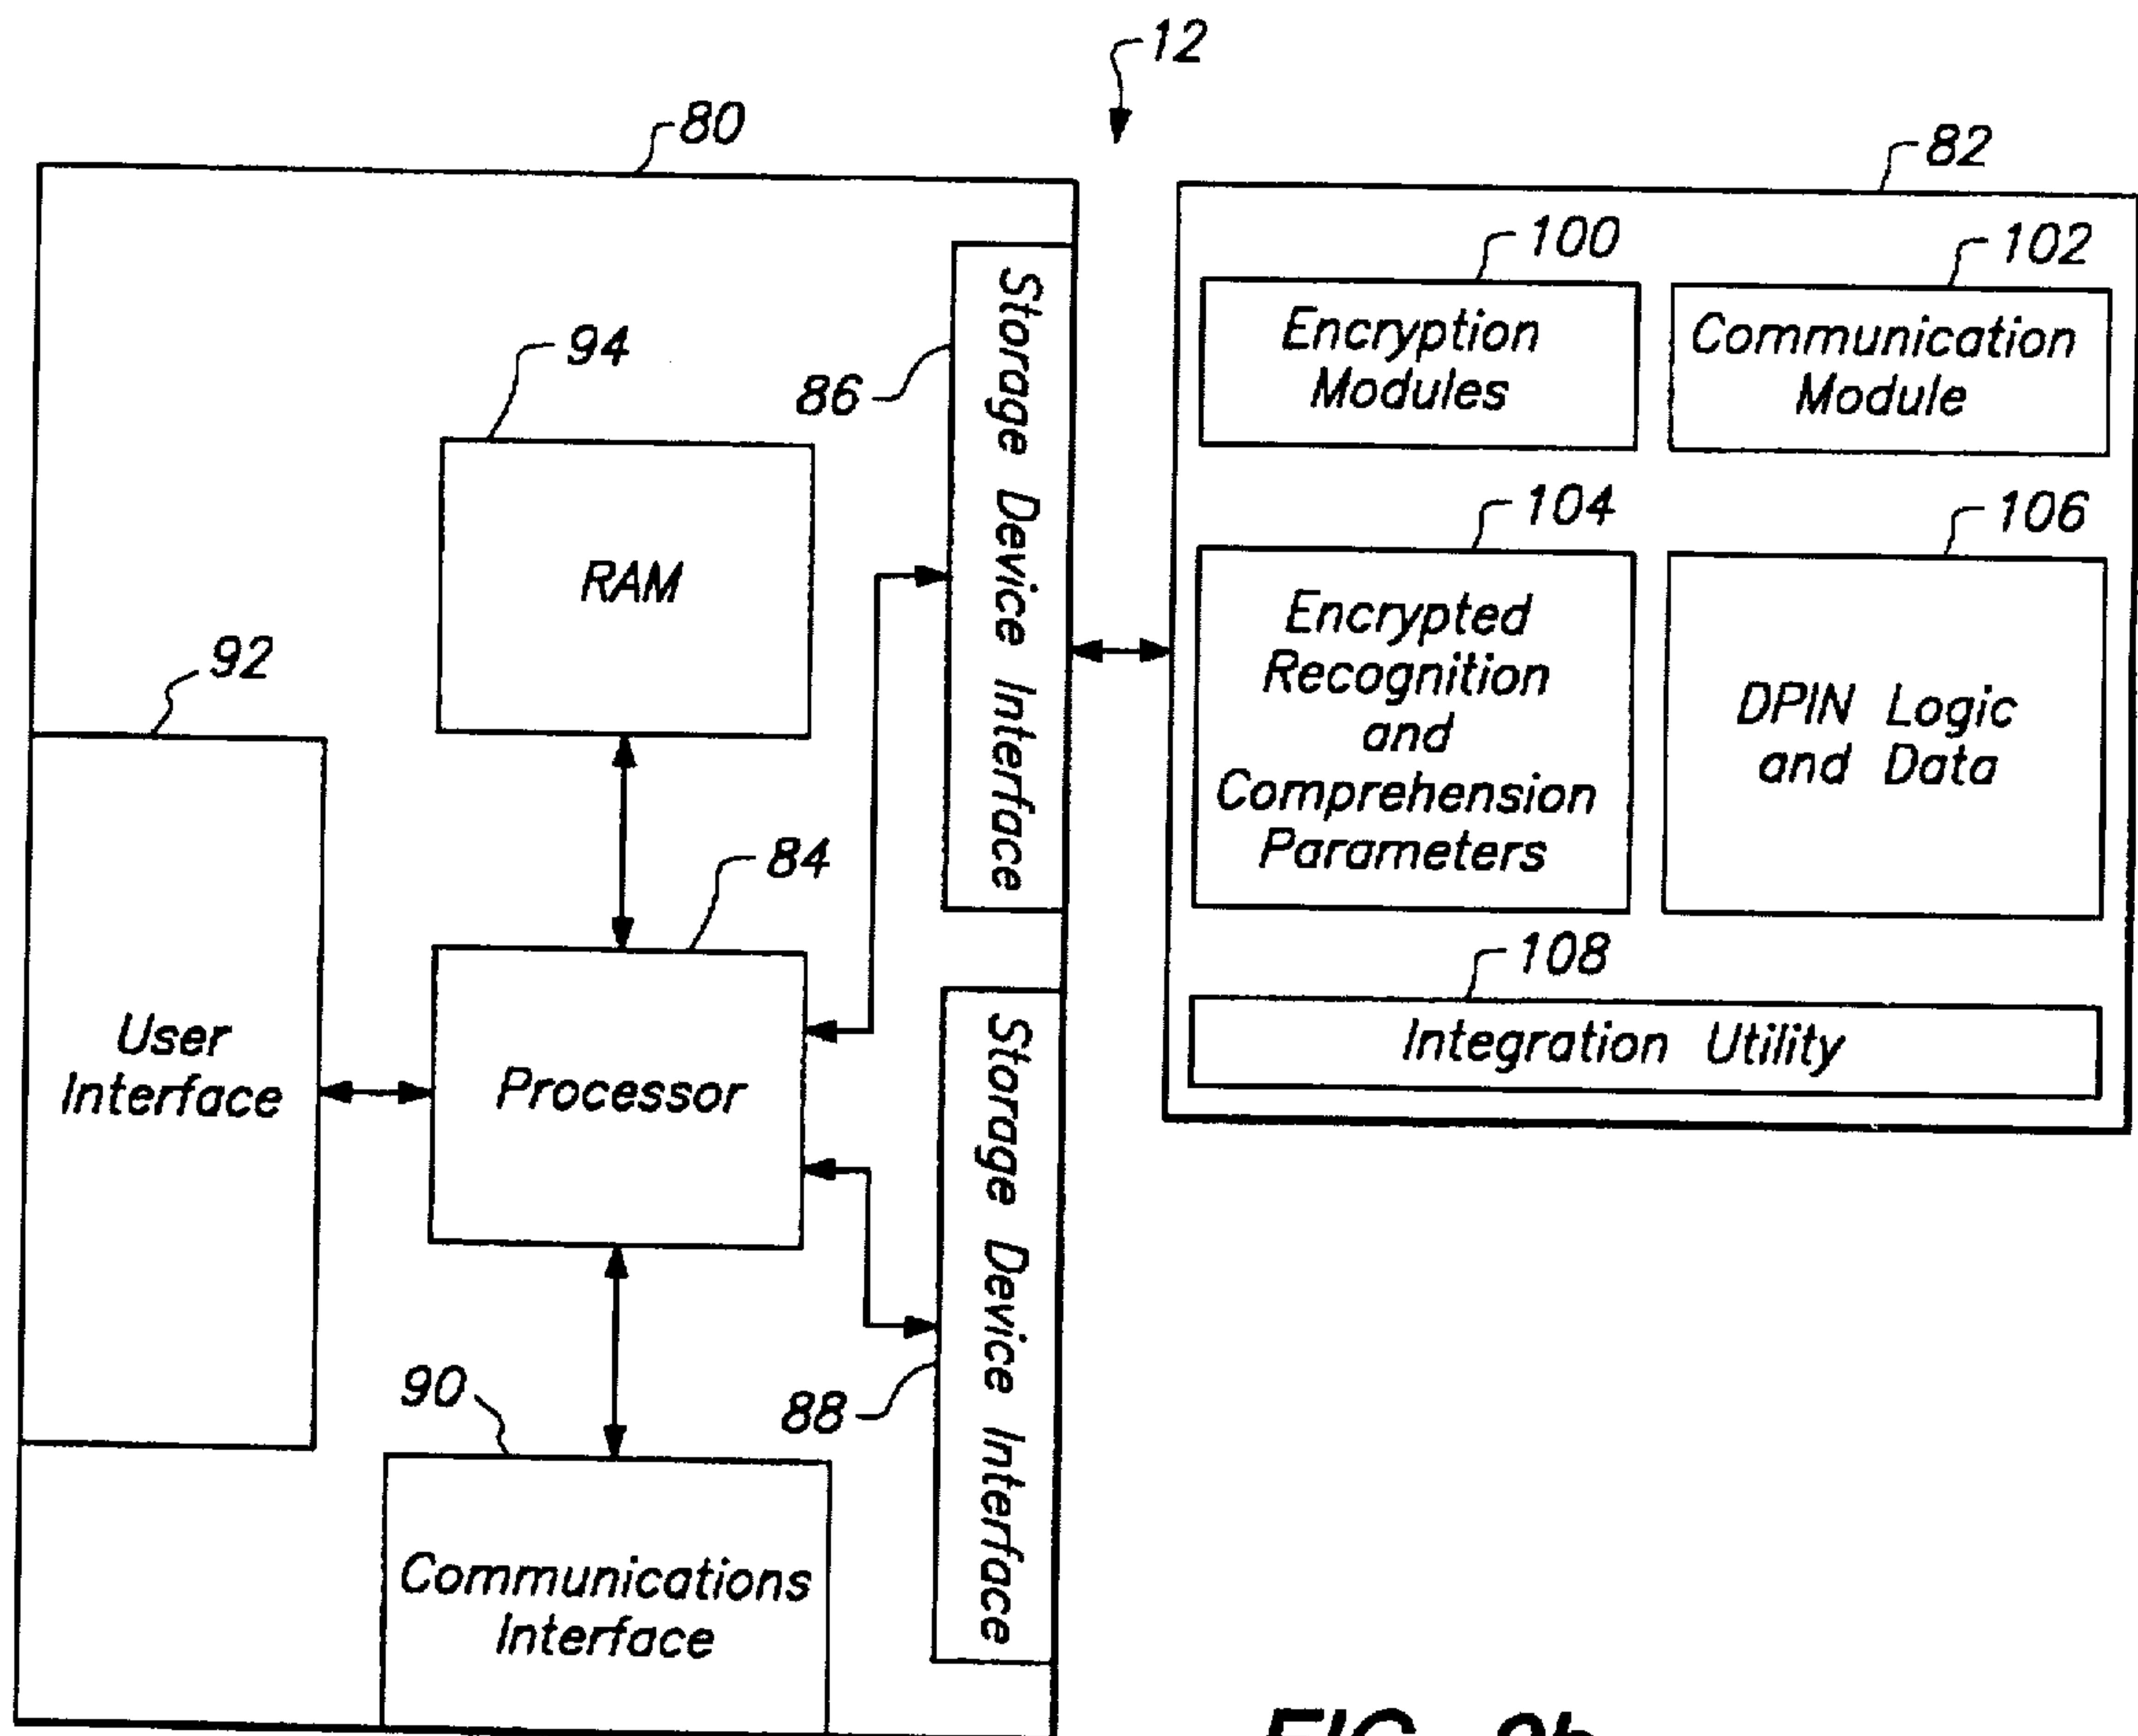 12
80
82
100
102
Encryption
Modules
Communication
Module
94
86
Storage Device Interface
RAM
104
106
Encrypted
Recognition
and
Comprehension
Parameters
DPIN Logic
and Data
92
84
108
Integration Utility
User
Interface
Processor
Storage Device Interface
90
88
Communications
Interface